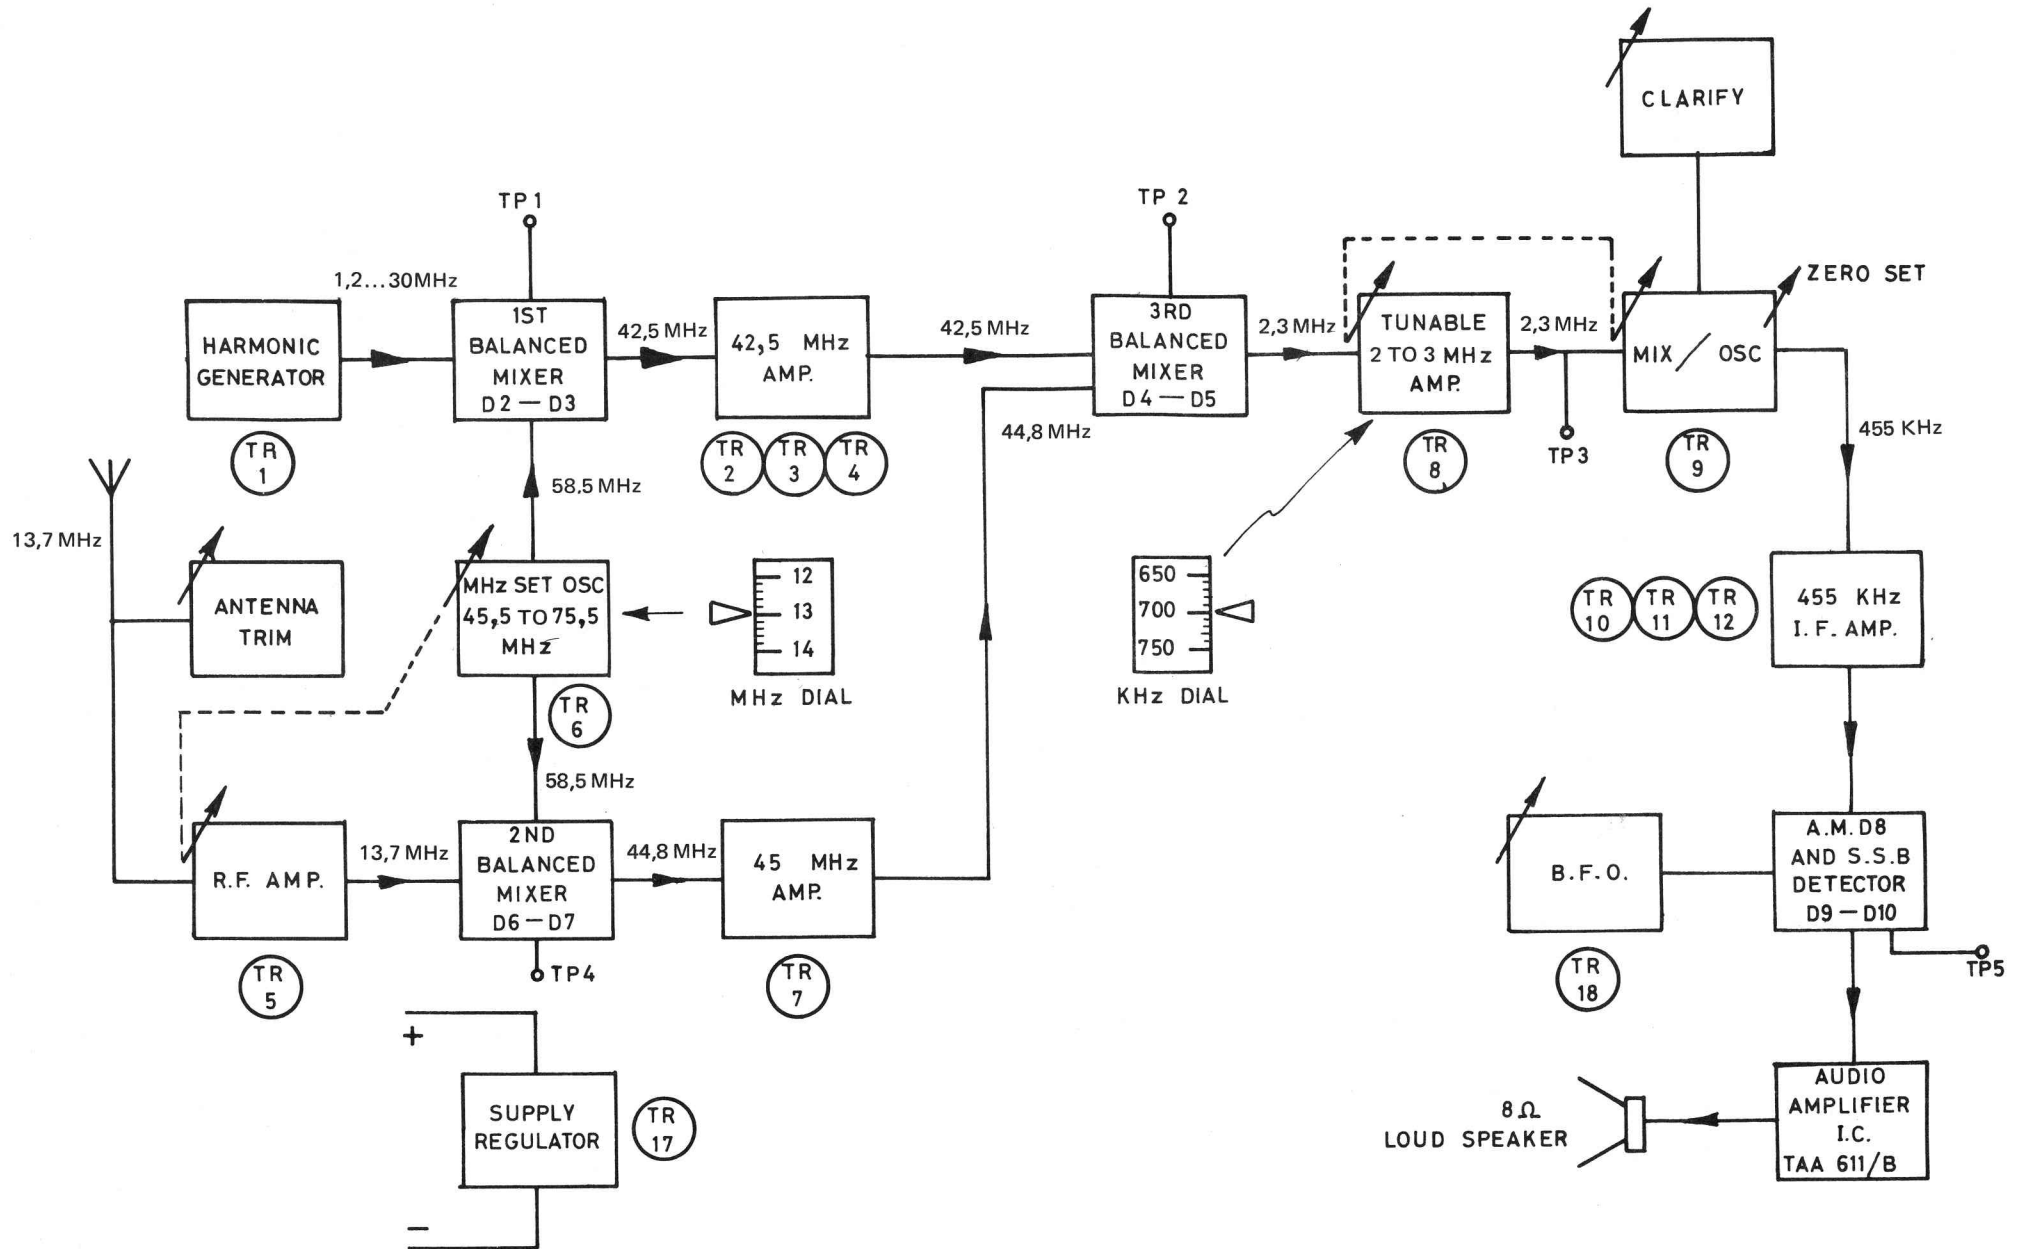 CLARIFY
TP 1
TP 2
1,2...30MHz
HARMONIC
GENERATOR
TR
1
1ST
BALANCED
MIXER
D2—D3
42,5 MHz
42,5 MHz
AMP.
TR
2
TR
3
TR
4
42,5 MHz
3RD
BALANCED
MIXER
D4—D5
44,8 MHz
2,3 MHz
TUNABLE
2 TO 3 MHz
AMP.
TR
8
2,3 MHz
TP3
MIX / OSC
ZERO SET
TR
9
455 KHz
58,5 MHz
13,7 MHz
ANTENNA
TRIM
MHz SET OSC
45,5 TO 75,5
MHz
TR
6
12
13
14
MHz DIAL
650
700
750
KHz DIAL
TR
10
TR
11
TR
12
455 KHz
I.F. AMP.
58,5 MHz
R.F. AMP.
TR
5
13,7 MHz
2ND
BALANCED
MIXER
D6—D7
TP4
44,8 MHz
45 MHz
AMP.
TR
7
B.F.O.
TR
18
A.M. D8
AND S.S.B
DETECTOR
D9—D10
TP5
+
SUPPLY
REGULATOR
TR
17
−
8Ω
LOUD SPEAKER
AUDIO
AMPLIFIER
I.C.
TAA 611/B